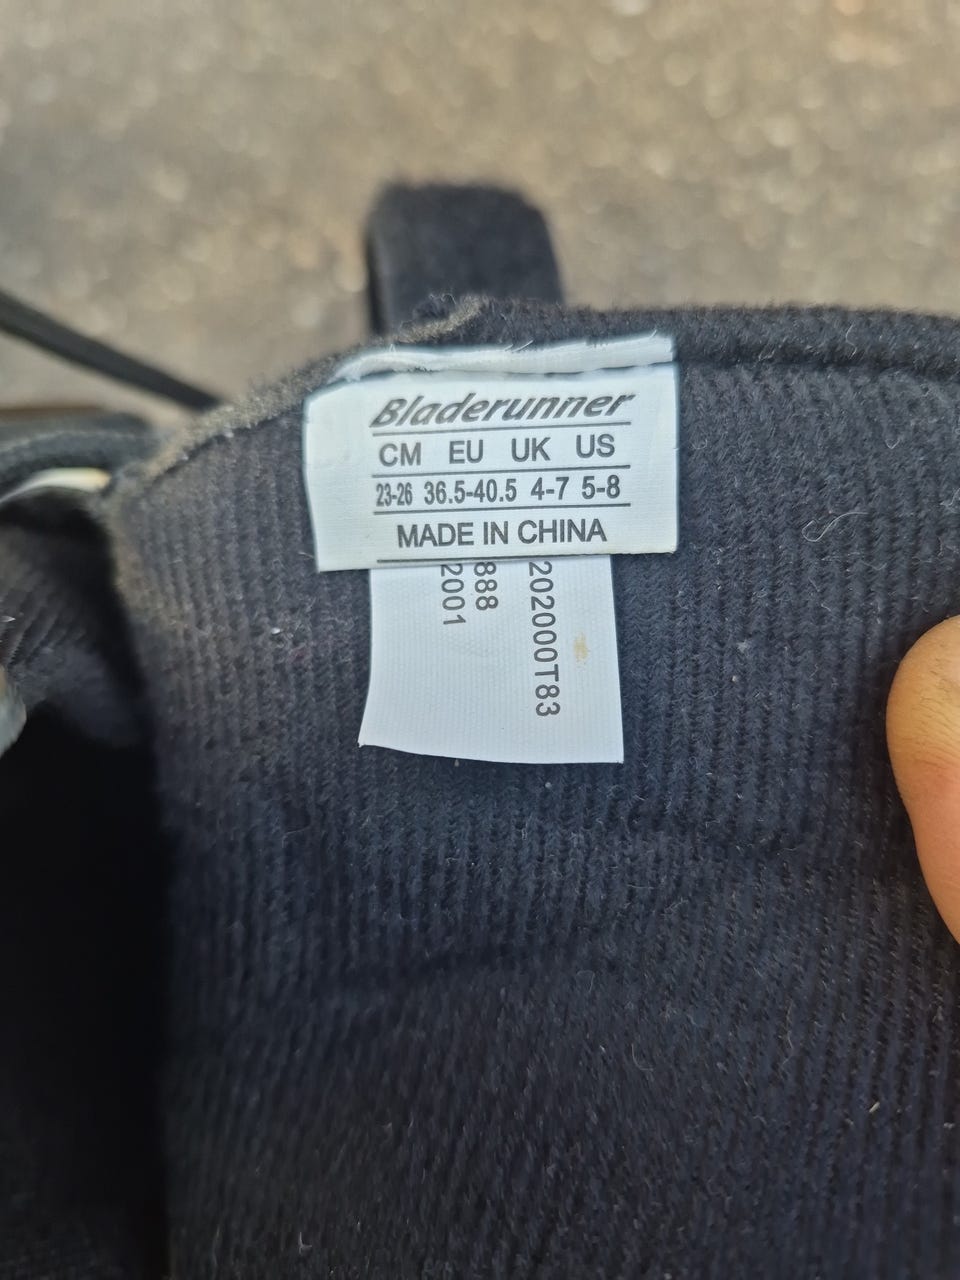 Bladerunner
CM EU UK US
23-26 36.5-40.5 4-7 5-8
MADE IN CHINA
202000T83
888
2001